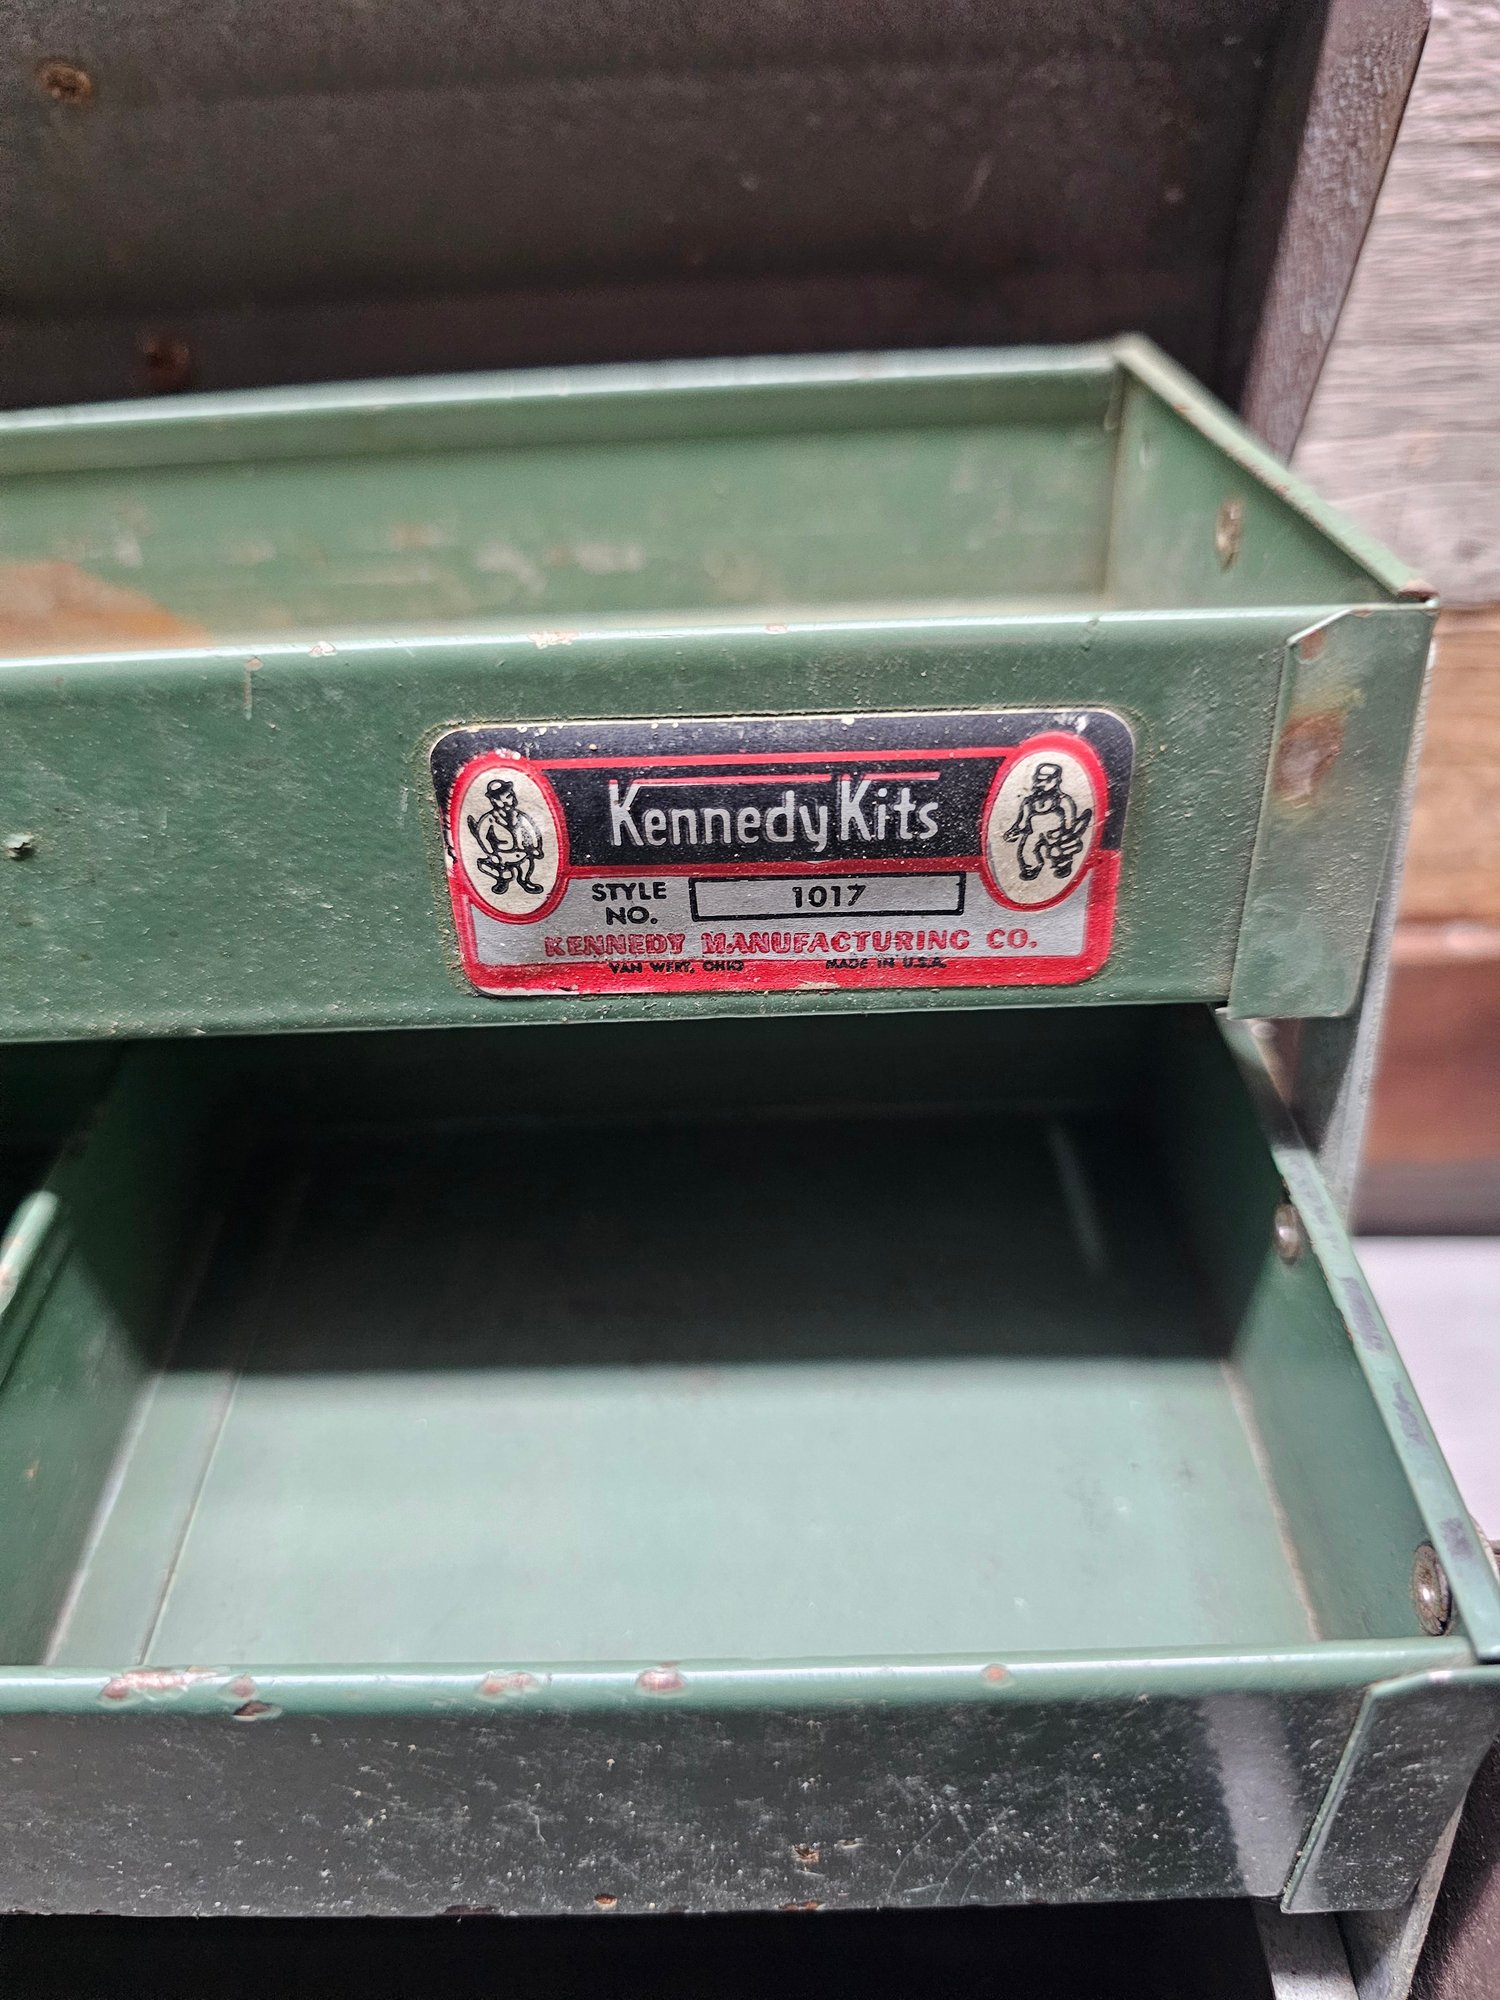 Kennedy Kits
STYLE NO. 1017
KENNEDY MANUFACTURING CO.
VAN WERT, OHIO MADE IN U.S.A.